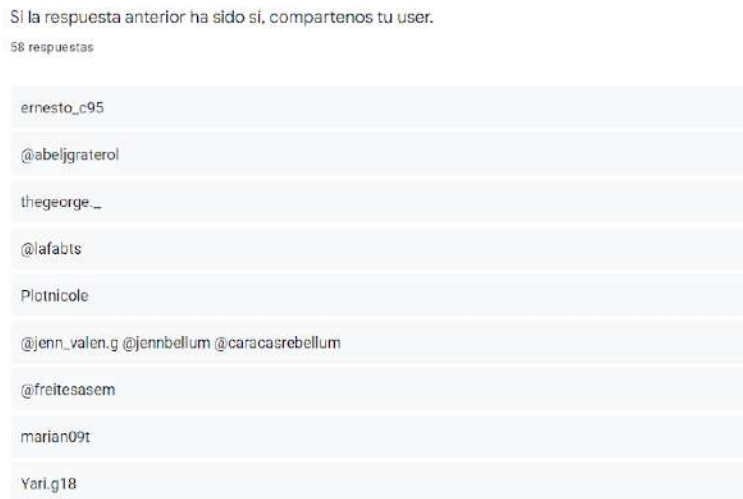 Si la respuesta anterior ha sido sí, compartenos tu user.
58 respuestas
ernesto_c95
@abeljgraterol
thegeorge._
@lafabts
Plotnicole
@jenn_valen.g @jennbellum @caracasrebellum
@freitesasem
marian09t
Yari.g18